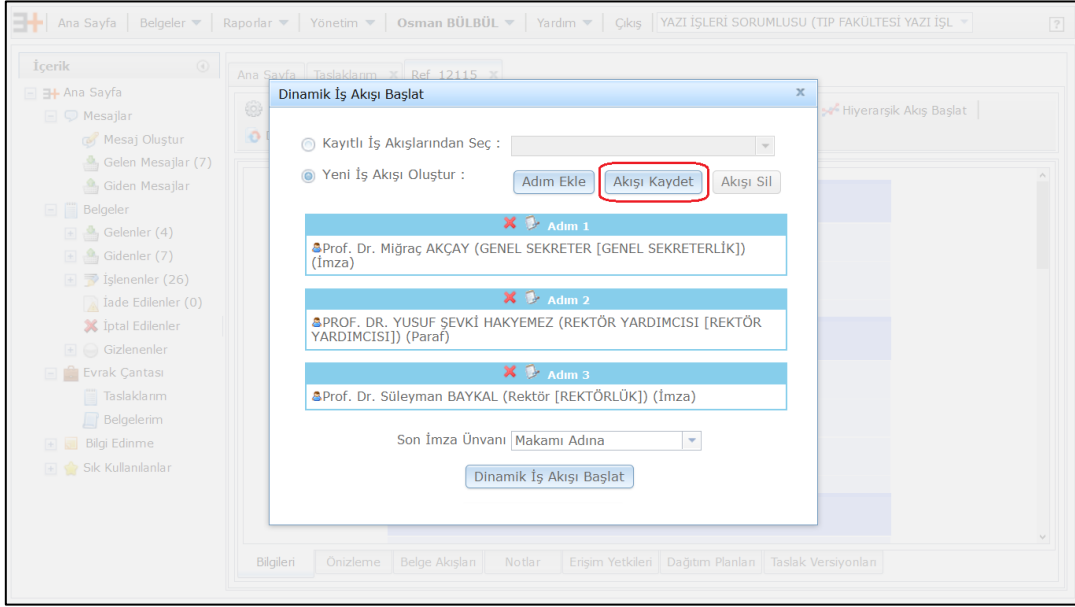 Ana Sayfa Belgeler Raporlar Yönetim Osman BÜLBÜL Yardım Çıkış YAZI İŞLERİ SORUMLUSU (TIP FAKÜLTESİ YAZI İŞL ?
İçerik
Ana Sayfa Taslaklarım x Ref 12115 x
Ana Sayfa
Dinamik İş Akışı Başlat x
Mesajlar
Hiyerarşik Akış Başlat
Mesaj Oluştur
Kayıtlı İş Akışlarından Seç :
Gelen Mesajlar (7)
Yeni İş Akışı Oluştur :
Adım Ekle Akışı Kaydet Akışı Sil
Giden Mesajlar
Belgeler
Gelenler (4)
Gidenler (7)
İşlenenler (26)
İade Edilenler (0)
İptal Edilenler
Gizlenenler
Evrak Çantası
Taslaklarım
Belgelerim
Bilgi Edinme
Sık Kullanılanlar
Adım 1
Prof. Dr. Miğraç AKÇAY (GENEL SEKRETER [GENEL SEKRETERLİK])
(İmza)
Adım 2
PROF. DR. YUSUF ŞEVKİ HAKYEMEZ (REKTÖR YARDIMCISI [REKTÖR
YARDIMCISI]) (Paraf)
Adım 3
Prof. Dr. Süleyman BAYKAL (Rektör [REKTÖRLÜK]) (İmza)
Son İmza Ünvanı Makamı Adına
Dinamik İş Akışı Başlat
Bilgileri Önizleme Belge Akışları Notlar Erişim Yetkileri Dağıtım Planları Taslak Versiyonları